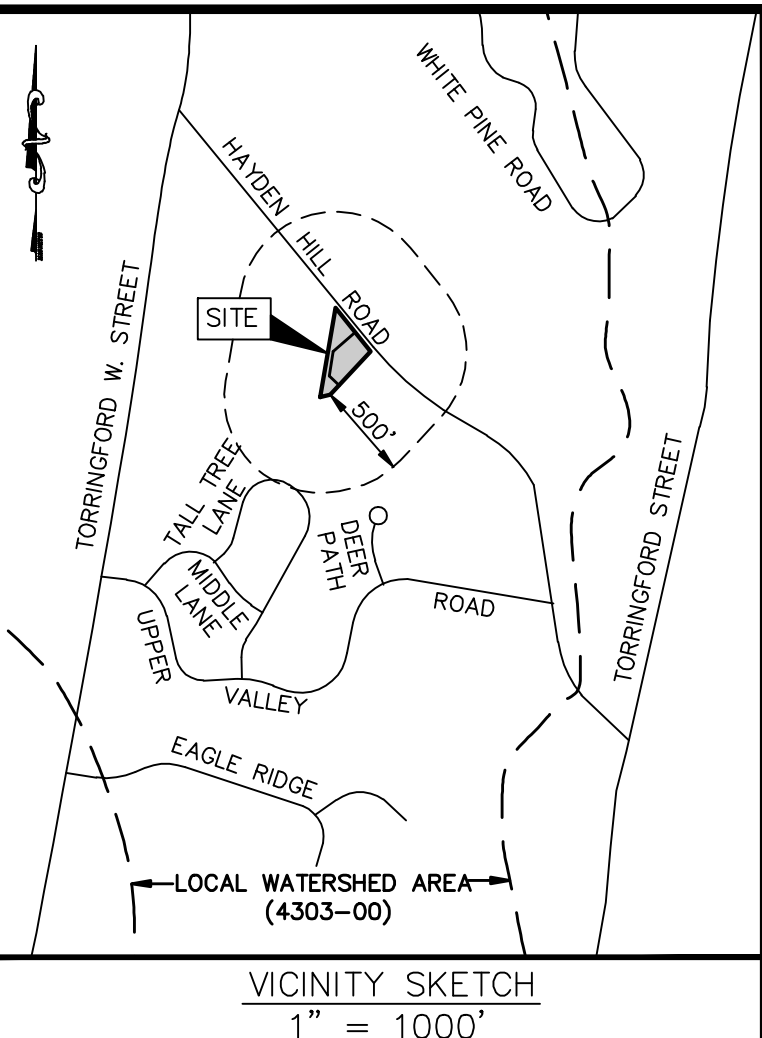 WHITE PINE ROAD
HAYDEN HILL ROAD
SITE
TORRINGFORD W. STREET
500'
TALL TREE
LANE
DEER
PATH
MIDDLE
LANE
TORRINGFORD STREET
UPPER
VALLEY
ROAD
EAGLE RIDGE
LOCAL WATERSHED AREA
(4303-00)
VICINITY SKETCH
1" = 1000'